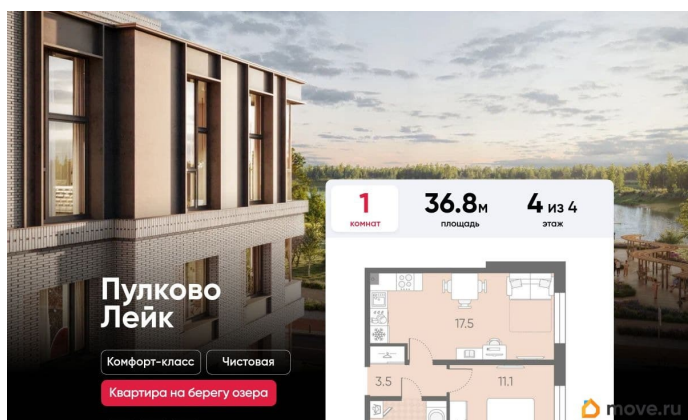 1
комнат
36.8м
площадь
4 из 4
этаж
Пулково
Лейк
Комфорт-класс
Чистовая
Квартира на берегу озера
17.5
3.5
11.1
move.ru